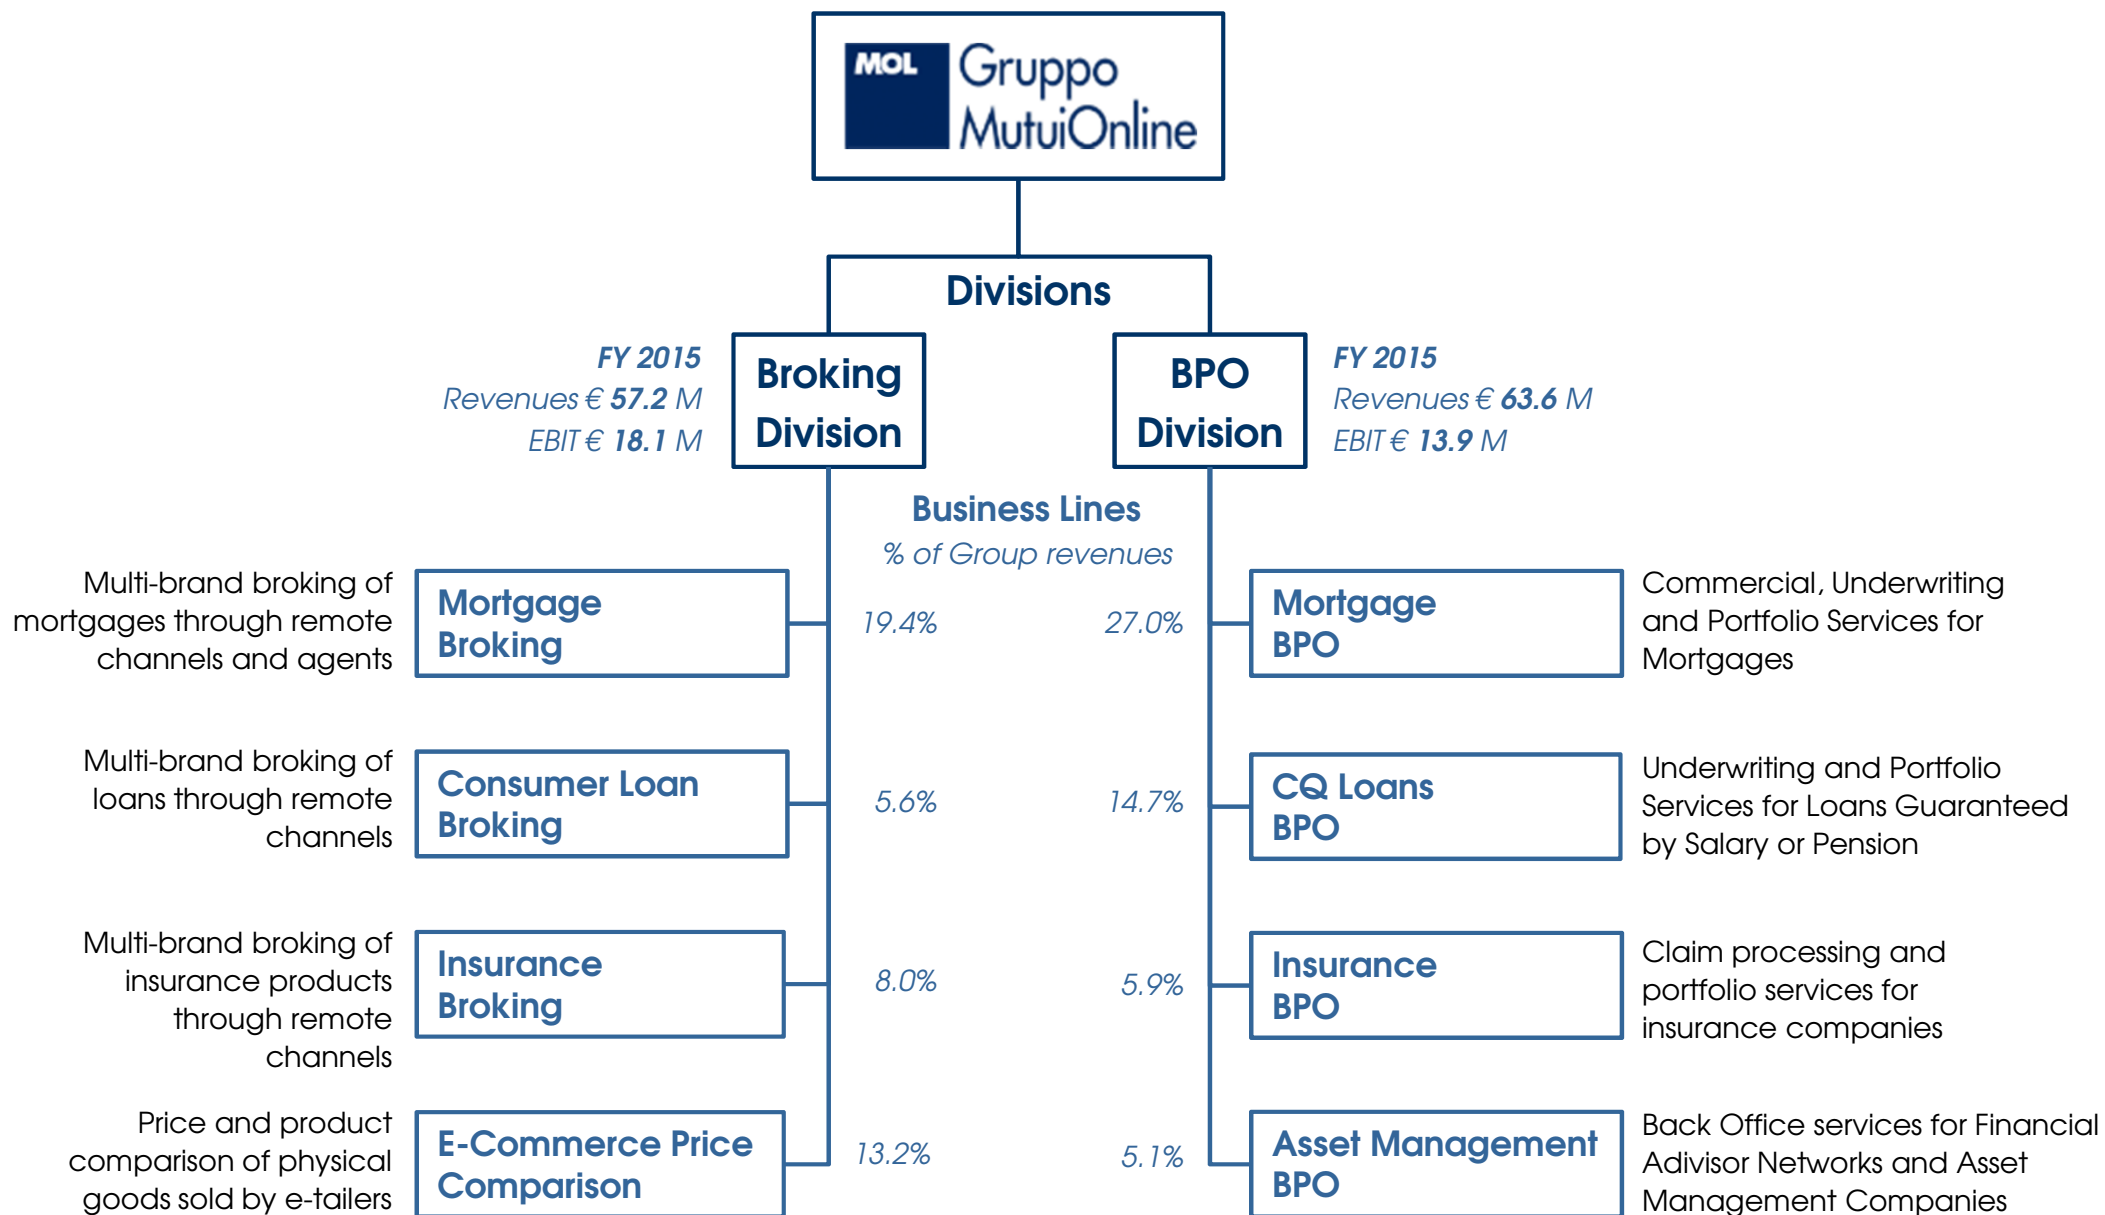 MOL
Gruppo
MutuiOnline
Divisions
FY 2015
Revenues € 57.2 M
EBIT € 18.1 M
Broking
Division
BPO
Division
FY 2015
Revenues € 63.6 M
EBIT € 13.9 M
Business Lines
% of Group revenues
Multi-brand broking of
mortgages through remote
channels and agents
Mortgage
Broking
19.4%
27.0%
Mortgage
BPO
Commercial, Underwriting
and Portfolio Services for
Mortgages
Multi-brand broking of
loans through remote
channels
Consumer Loan
Broking
5.6%
14.7%
CQ Loans
BPO
Underwriting and Portfolio
Services for Loans Guaranteed
by Salary or Pension
Multi-brand broking of
insurance products
through remote
channels
Insurance
Broking
8.0%
5.9%
Insurance
BPO
Claim processing and
portfolio services for
insurance companies
Price and product
comparison of physical
goods sold by e-tailers
E-Commerce Price
Comparison
13.2%
5.1%
Asset Management
BPO
Back Office services for Financial
Adivisor Networks and Asset
Management Companies